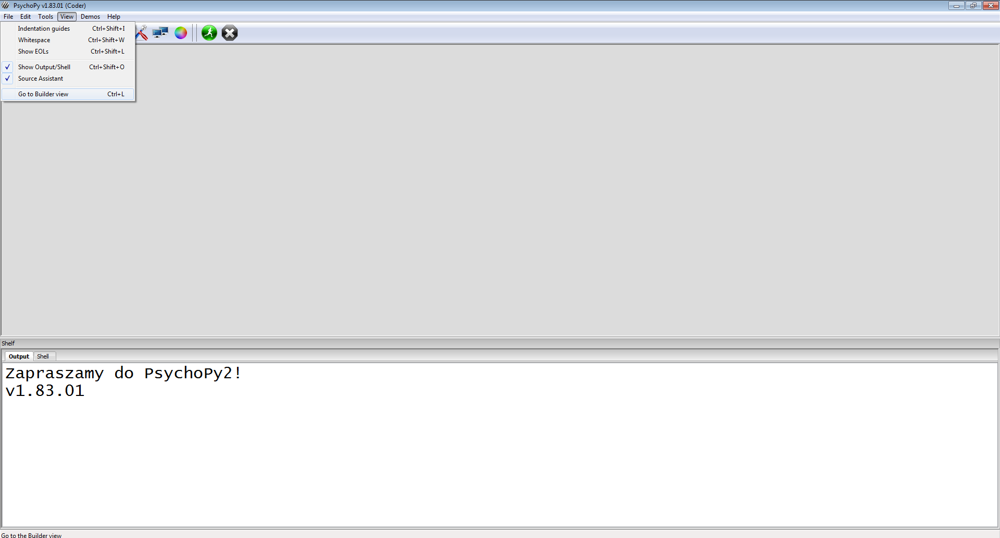 PsychoPy v1.83.01 (Coder)
File Edit Tools View Demos Help
Indentation guides Ctrl+Shift+I
Whitespace Ctrl+Shift+W
Show EOLs Ctrl+Shift+L
Show Output/Shell Ctrl+Shift+O
Source Assistant
Go to Builder view Ctrl+L
Shelf
Output Shell
Zapraszamy do PsychoPy2!
v1.83.01
Go to the Builder view